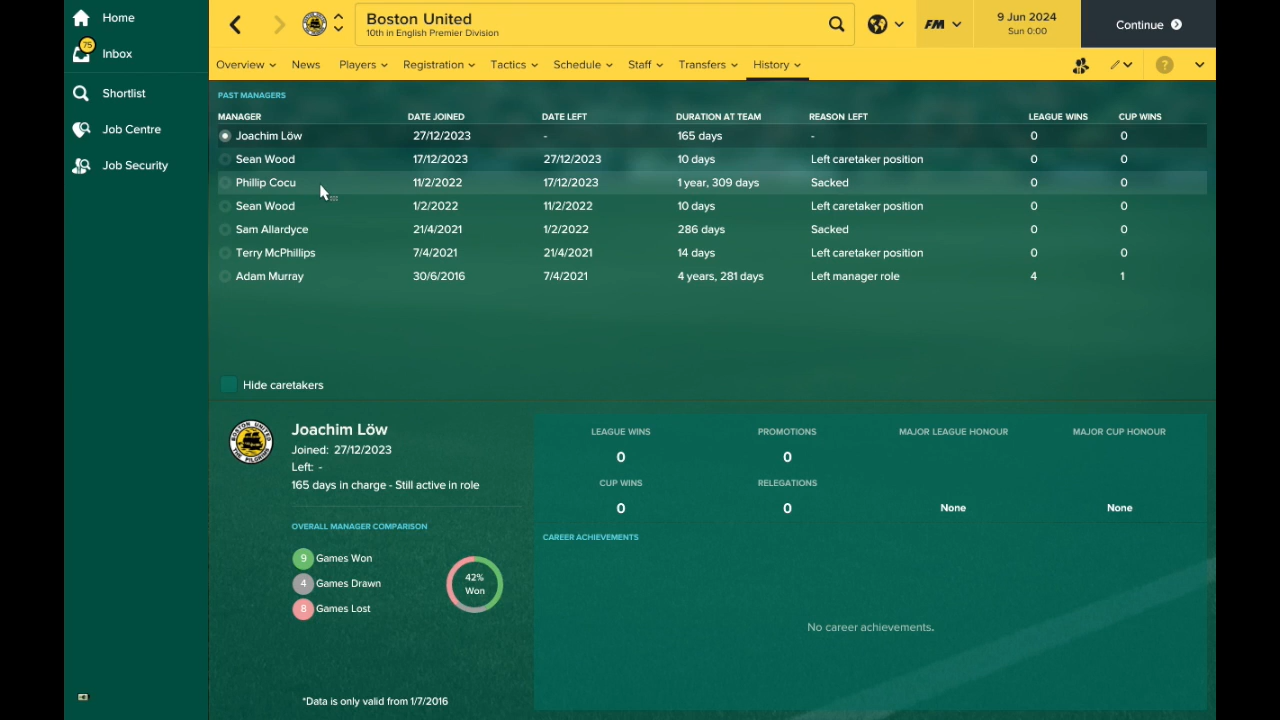 Home
75
Inbox
Shortlist
Job Centre
Job Security
Boston United
10th in English Premier Division
FM
9 Jun 2024
Sun 0:00
Continue
Overview
News
Players
Registration
Tactics
Schedule
Staff
Transfers
History
?
PAST MANAGERS
MANAGER DATE JOINED DATE LEFT DURATION AT TEAM REASON LEFT LEAGUE WINS CUP WINS
Joachim Löw 27/12/2023 - 165 days - 0 0
Sean Wood 17/12/2023 27/12/2023 10 days Left caretaker position 0 0
Phillip Cocu 11/2/2022 17/12/2023 1 year, 309 days Sacked 0 0
Sean Wood 1/2/2022 11/2/2022 10 days Left caretaker position 0 0
Sam Allardyce 21/4/2021 1/2/2022 286 days Sacked 0 0
Terry McPhillips 7/4/2021 21/4/2021 14 days Left caretaker position 0 0
Adam Murray 30/6/2016 7/4/2021 4 years, 281 days Left manager role 4 1
Hide caretakers
BOSTON UNITED
THE PILGRIMS
Joachim Löw
Joined: 27/12/2023
Left: -
165 days in charge - Still active in role
OVERALL MANAGER COMPARISON
9 Games Won
4 Games Drawn
8 Games Lost
42%
Won
*Data is only valid from 1/7/2016
LEAGUE WINS PROMOTIONS MAJOR LEAGUE HONOUR MAJOR CUP HONOUR
0 0
CUP WINS RELEGATIONS
0 0 None None
CAREER ACHIEVEMENTS
No career achievements.